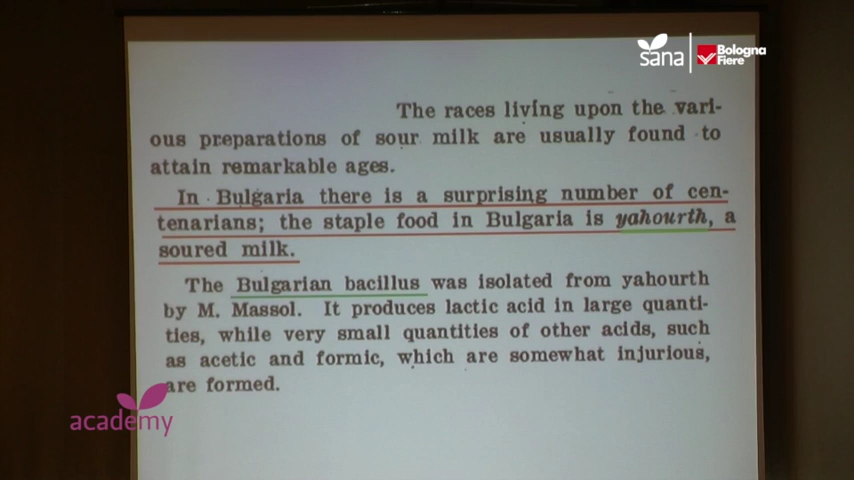 sana
Bologna
Fiere
The races living upon the vari-
ous preparations of sour milk are usually found to
attain remarkable ages.
In Bulgaria there is a surprising number of cen-
tenarians; the staple food in Bulgaria is yahourth, a
soured milk.
The Bulgarian bacillus was isolated from yahourth
by M. Massol. It produces lactic acid in large quanti-
ties, while very small quantities of other acids, such
as acetic and formic, which are somewhat injurious,
are formed.
academy